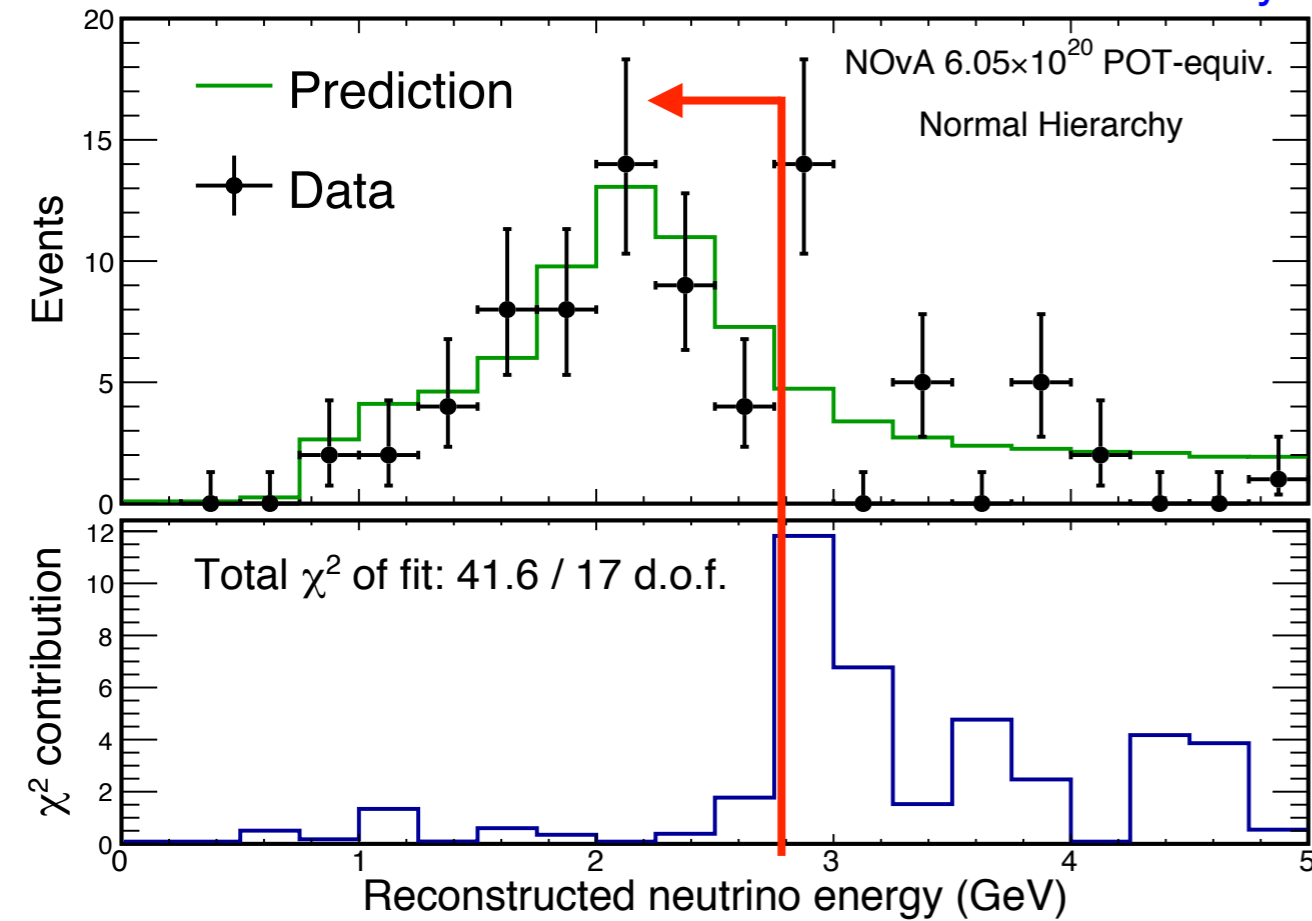 NOvA 6.05×10²⁰ POT-equiv.
Normal Hierarchy
Prediction
Data
Events
20
15
10
5
0
Total χ² of fit: 41.6 / 17 d.o.f.
χ² contribution
12
10
8
6
4
2
0
0 1 2 3 4 5
Reconstructed neutrino energy (GeV)